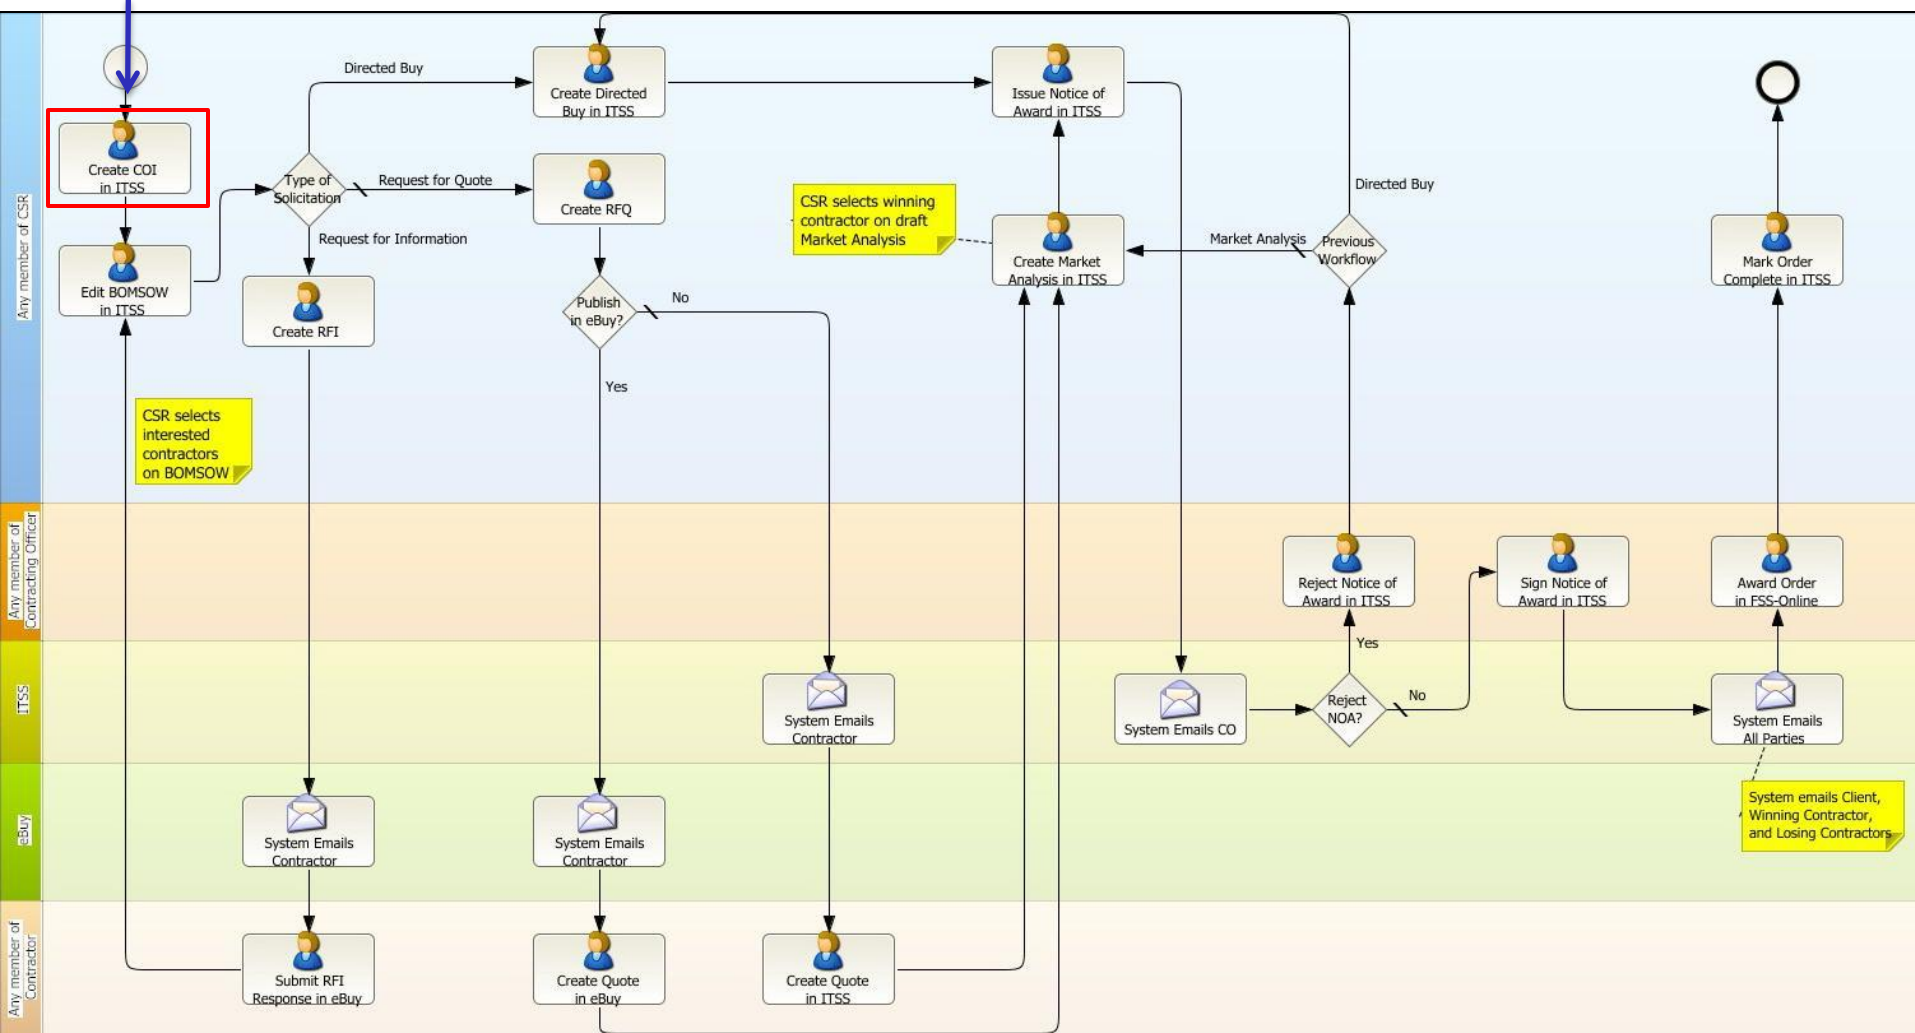 Any member of CSR
Create COI
in ITSS
Edit BOMSOW
in ITSS
CSR selects
interested
contractors
on BOMSOW
Type of
Solicitation
Directed Buy
Request for Quote
Request for Information
Create RFI
Create Directed
Buy in ITSS
Create RFQ
Publish
in eBuy?
No
Yes
CSR selects winning
contractor on draft
Market Analysis
Issue Notice of
Award in ITSS
Create Market
Analysis in ITSS
Market Analysis
Previous
Workflow
Directed Buy
Mark Order
Complete in ITSS
Any member of
Contracting Officer
Reject Notice of
Award in ITSS
Sign Notice of
Award in ITSS
Award Order
in FSS-Online
ITSS
System Emails
Contractor
System Emails CO
Reject
NOA?
Yes
No
System Emails
All Parties
eBuy
System Emails
Contractor
System Emails
Contractor
System emails Client,
Winning Contractor,
and Losing Contractors
Any member of
Contractor
Submit RFI
Response in eBuy
Create Quote
in eBuy
Create Quote
in ITSS